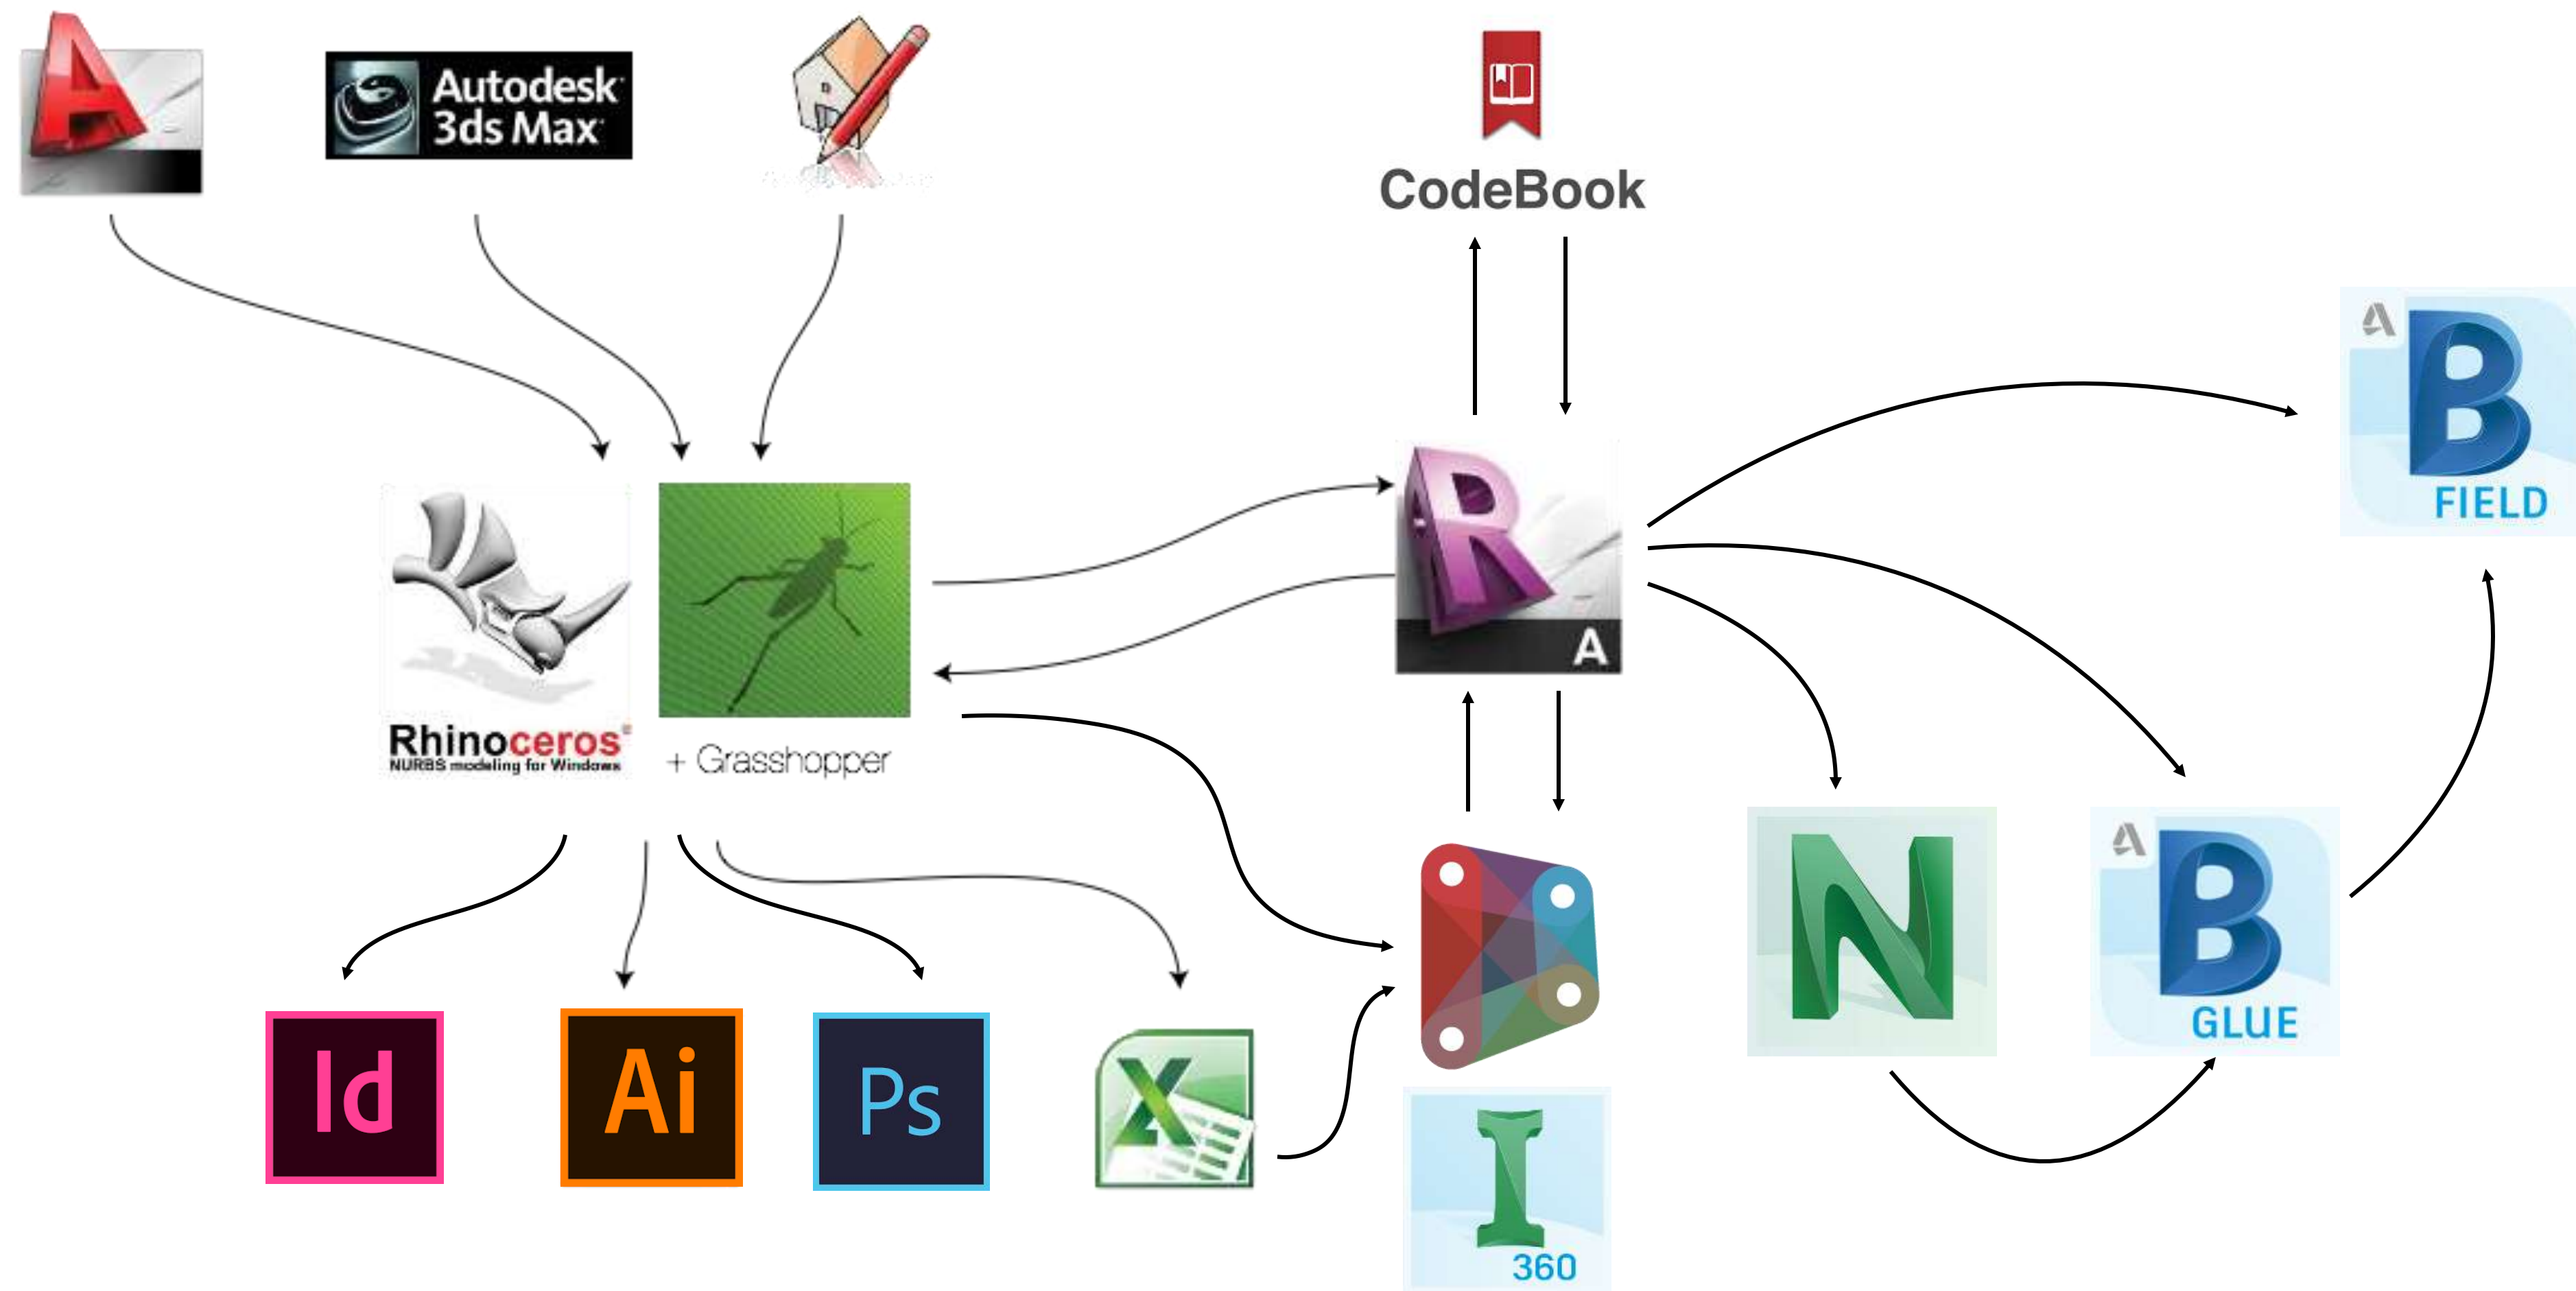 A
Autodesk®
3ds Max®
CodeBook
R
A
B
FIELD
Rhinoceros®
NURBS modeling for Windows
+ Grasshopper
N
B
GLUE
Id
Ai
Ps
X
I
360